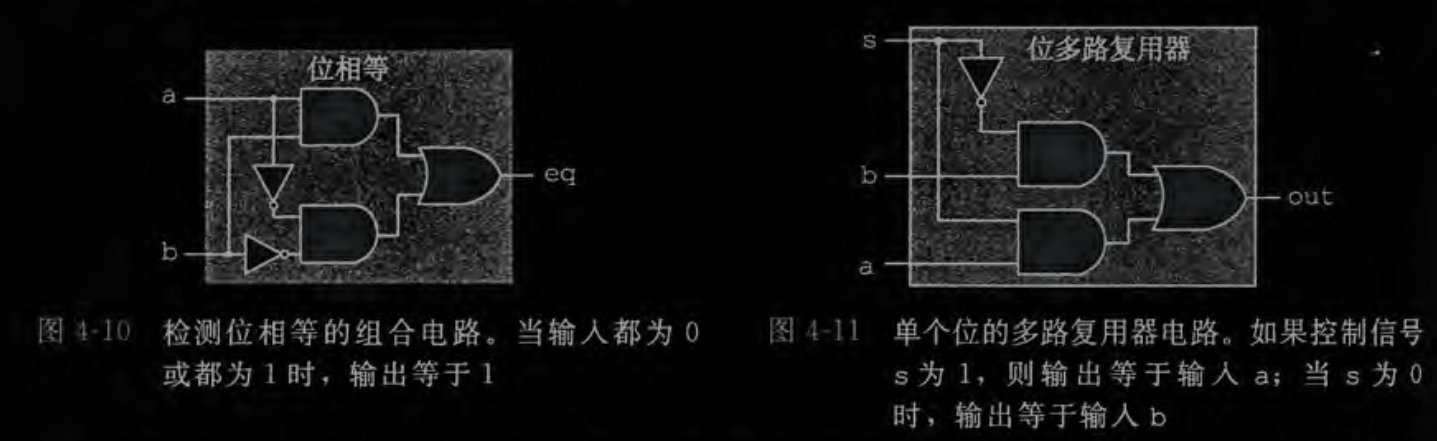 位相等
a
b
eq
图 4-10 检测位相等的组合电路。当输入都为 0
或都为 1 时，输出等于 1
位多路复用器
s
b
a
out
图 4-11 单个位的多路复用器电路。如果控制信号
s 为 1，则输出等于输入 a；当 s 为 0
时，输出等于输入 b